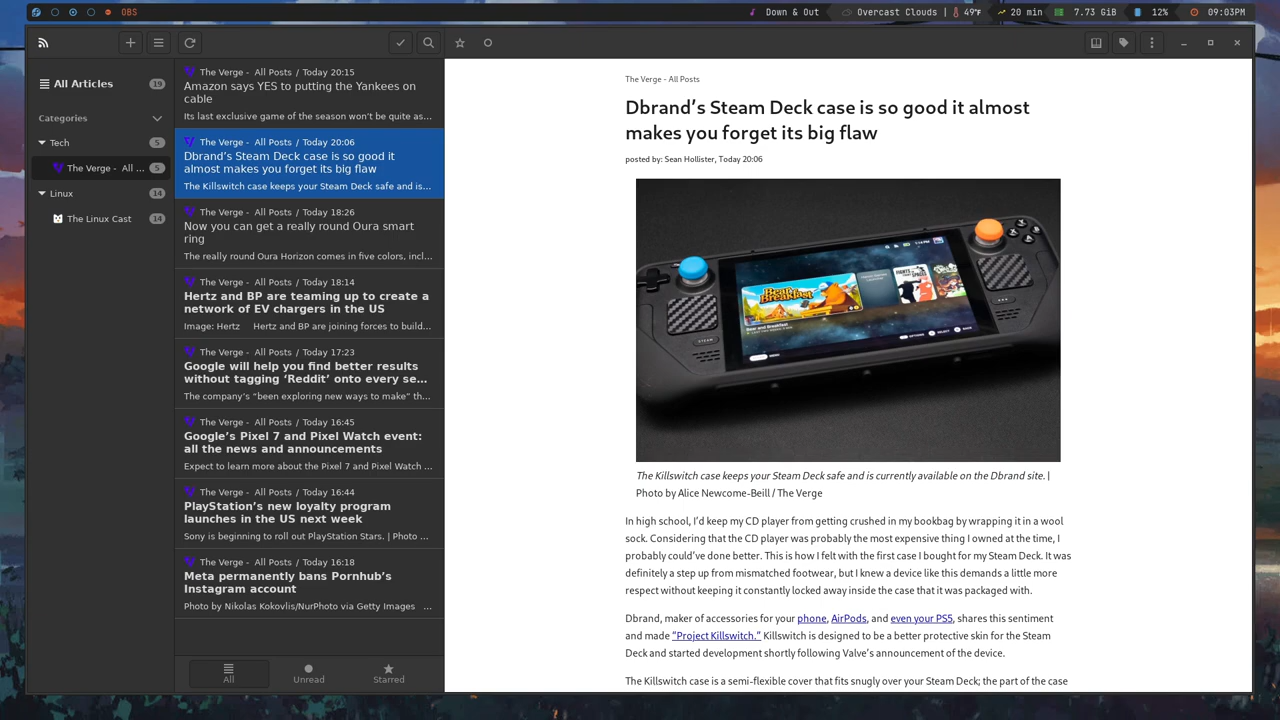 OBS
Down & Out
Overcast Clouds | 49°F
20 min
7.73 GiB
12%
09:03PM
All Articles 19
Categories
Tech 5
The Verge - All ... 5
Linux 14
The Linux Cast 14
The Verge - All Posts / Today 20:15
Amazon says YES to putting the Yankees on
cable
Its last exclusive game of the season won't be quite as...
The Verge - All Posts / Today 20:06
Dbrand's Steam Deck case is so good it
almost makes you forget its big flaw
The Killswitch case keeps your Steam Deck safe and is...
The Verge - All Posts / Today 18:26
Now you can get a really round Oura smart
ring
The really round Oura Horizon comes in five colors, incl...
The Verge - All Posts / Today 18:14
Hertz and BP are teaming up to create a
network of EV chargers in the US
Image: Hertz Hertz and BP are joining forces to build...
The Verge - All Posts / Today 17:23
Google will help you find better results
without tagging ‘Reddit’ onto every se...
The company's “been exploring new ways to make” th...
The Verge - All Posts / Today 16:45
Google's Pixel 7 and Pixel Watch event:
all the news and announcements
Expect to learn more about the Pixel 7 and Pixel Watch ...
The Verge - All Posts / Today 16:44
PlayStation's new loyalty program
launches in the US next week
Sony is beginning to roll out PlayStation Stars. | Photo ...
The Verge - All Posts / Today 16:18
Meta permanently bans Pornhub's
Instagram account
Photo by Nikolas Kokovlis/NurPhoto via Getty Images ...
All
Unread
Starred
The Verge - All Posts
Dbrand's Steam Deck case is so good it almost
makes you forget its big flaw
posted by: Sean Hollister, Today 20:06
Bear & Breakfast
Bear and Breakfast
STEAM
MENU
The Killswitch case keeps your Steam Deck safe and is currently available on the Dbrand site. |
Photo by Alice Newcome-Beill / The Verge
In high school, I'd keep my CD player from getting crushed in my bookbag by wrapping it in a wool
sock. Considering that the CD player was probably the most expensive thing I owned at the time, I
probably could've done better. This is how I felt with the first case I bought for my Steam Deck. It was
definitely a step up from mismatched footwear, but I knew a device like this demands a little more
respect without keeping it constantly locked away inside the case that it was packaged with.
Dbrand, maker of accessories for your phone, AirPods, and even your PS5, shares this sentiment
and made “Project Killswitch.” Killswitch is designed to be a better protective skin for the Steam
Deck and started development shortly following Valve's announcement of the device.
The Killswitch case is a semi-flexible cover that fits snugly over your Steam Deck; the part of the case